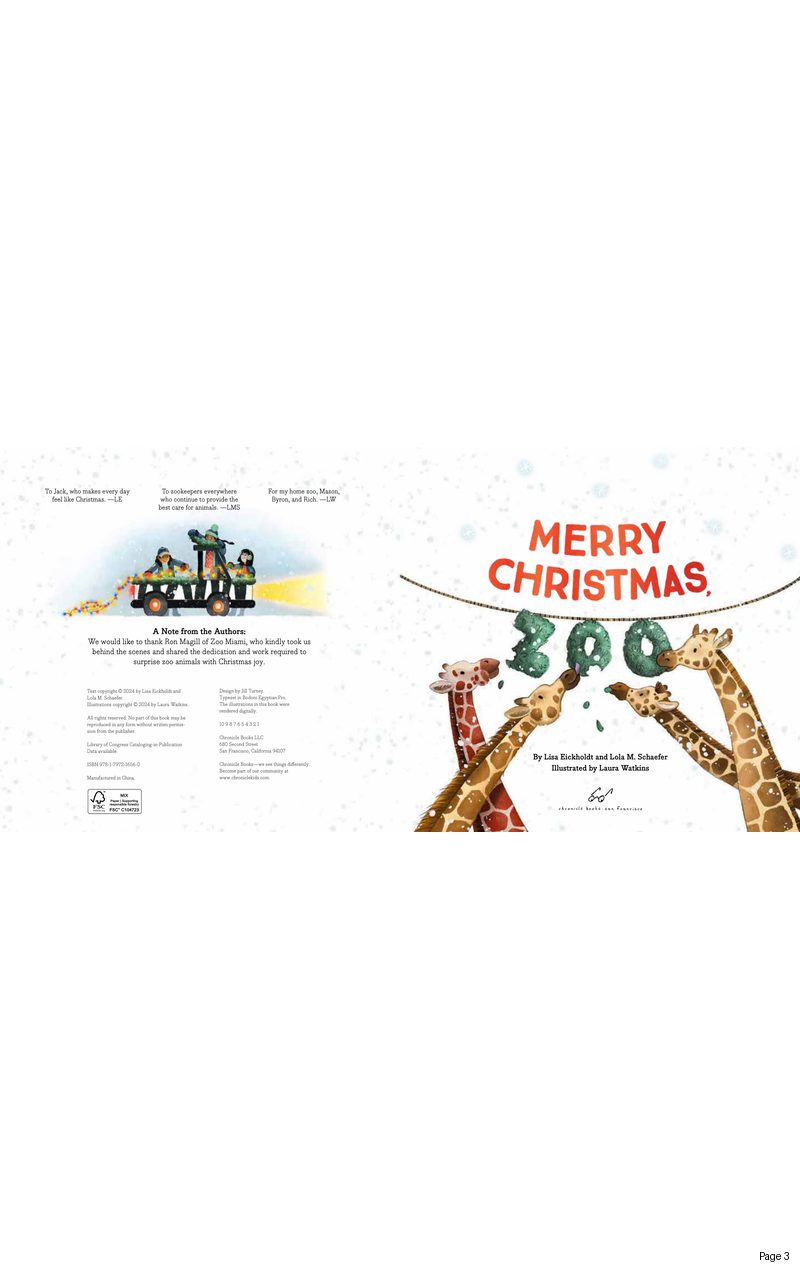 To Jack, who makes every day
feel like Christmas. —LE
To zookeepers everywhere
who continue to provide the
best care for animals. —LMS
For my home zoo, Mason,
Byron, and Rich. —LW
A Note from the Authors:
We would like to thank Ron Magill of Zoo Miami, who kindly took us
behind the scenes and shared the dedication and work required to
surprise zoo animals with Christmas joy.
Text copyright © 2024 by Lisa Eickholdt and
Lola M. Schaefer.
Illustrations copyright © 2024 by Laura Watkins.
All rights reserved. No part of this book may be
reproduced in any form without written permis-
sion from the publisher.
Library of Congress Cataloging-in-Publication
Data available.
ISBN 978-1-7972-1656-0
Manufactured in China.
FSC
MIX
Paper | Supporting
responsible forestry
FSC® C104723
Design by Jill Turney.
Typeset in Bodoni Egyptian Pro.
The illustrations in this book were
rendered digitally.
10 9 8 7 6 5 4 3 2 1
Chronicle Books LLC
680 Second Street
San Francisco, California 94107
Chronicle Books—we see things differently.
Become part of our community at
www.chroniclekids.com.
MERRY
CHRISTMAS,
ZOO
By Lisa Eickholdt and Lola M. Schaefer
Illustrated by Laura Watkins
chronicle books · san francisco
Page 3